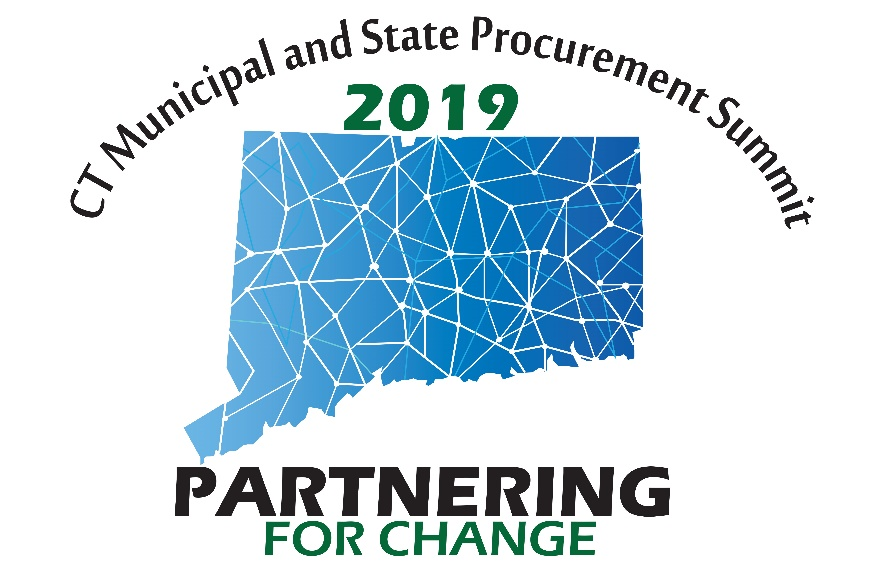 CT Municipal and State Procurement Summit
2019
PARTNERING
FOR CHANGE